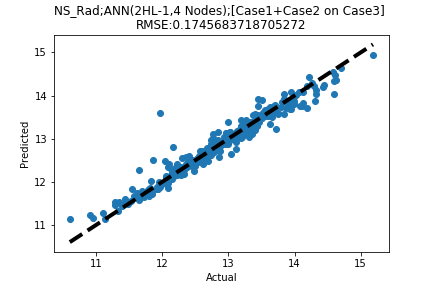 NS_Rad;ANN(2HL-1,4 Nodes);[Case1+Case2 on Case3]
RMSE:0.1745683718705272
15
14
13
12
11
Predicted
11 12 13 14 15
Actual